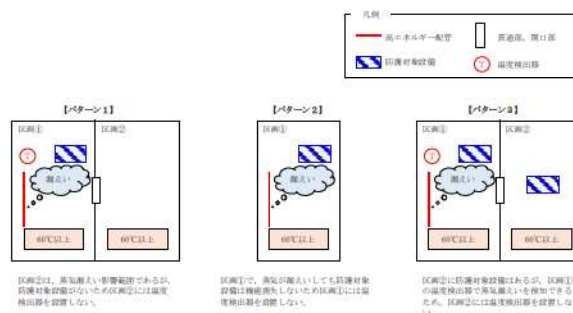 凡例
高エネルギー配管
貫通部、開口部
防護対象設備
T
温度検出器
【パターン1】
【パターン2】
【パターン3】
区画①
区画②
区画①
区画①
区画②
T
T
漏えい
漏えい
漏えい
60℃以上
60℃以上
60℃以上
60℃以上
60℃以上
区画②は、蒸気漏えい影響範囲であるが、
防護対象設備がないため区画②には温度
検出器を設置しない。
区画①で、蒸気が漏えいしても防護対象
設備は機能喪失しないため区画①には温
度検出器を設置しない。
区画②に防護対象設備はあるが、区画①
の温度検出器で蒸気漏えいを検知できる
ため、区画②には温度検出器を設置しな
い。